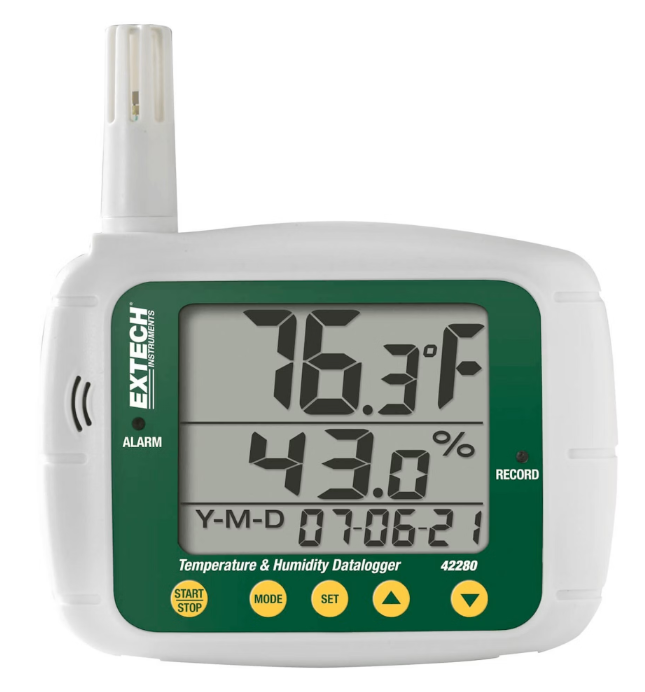 EXTECH®
INSTRUMENTS
ALARM
76.3°F
43.0%
RECORD
Y-M-D 07-06-21
Temperature & Humidity Datalogger 42280
START
STOP
MODE
SET